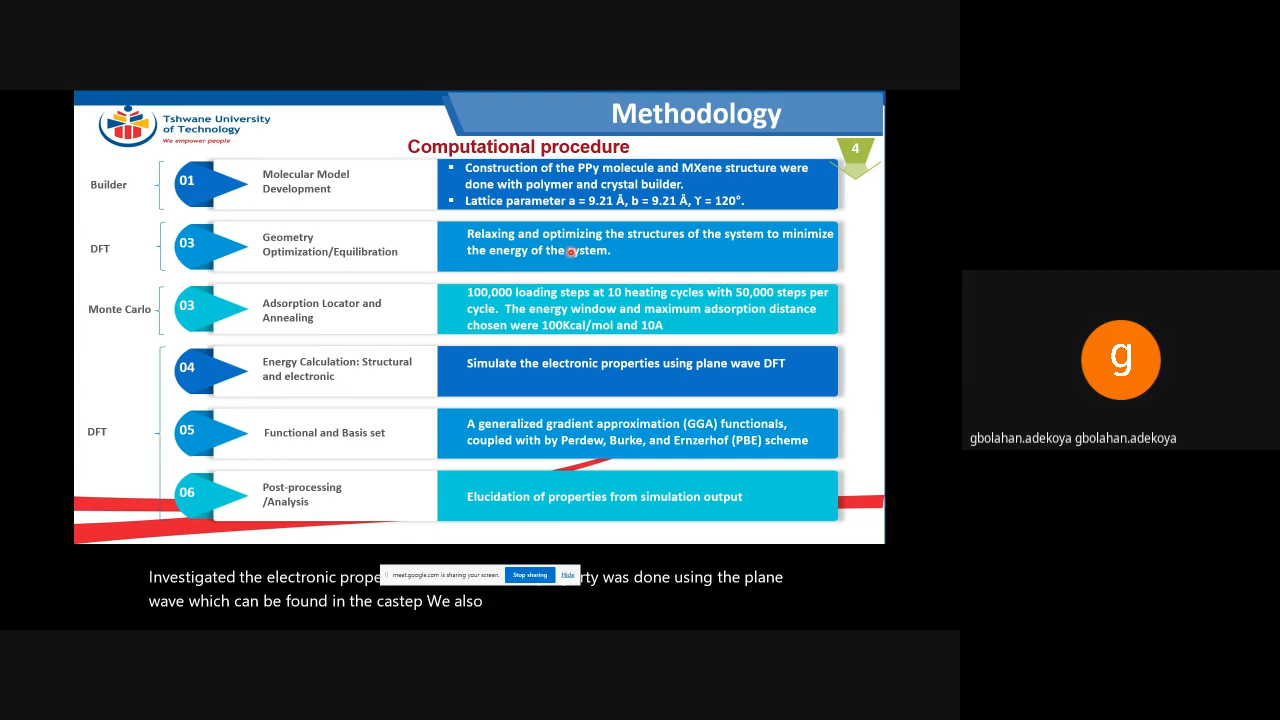 Methodology
Tshwane University
of Technology
We empower people
Computational procedure
4
Builder
01
Molecular Model
Development
▪ Construction of the PPy molecule and MXene structure were
done with polymer and crystal builder.
▪ Lattice parameter a = 9.21 Å, b = 9.21 Å, ϒ = 120°.
DFT
03
Geometry
Optimization/Equilibration
Relaxing and optimizing the structures of the system to minimize
the energy of the system.
Monte Carlo
03
Adsorption Locator and
Annealing
100,000 loading steps at 10 heating cycles with 50,000 steps per
cycle. The energy window and maximum adsorption distance
chosen were 100Kcal/mol and 10A
04
Energy Calculation: Structural
and electronic
Simulate the electronic properties using plane wave DFT
DFT
05
Functional and Basis set
A generalized gradient approximation (GGA) functionals,
coupled with by Perdew, Burke, and Ernzerhof (PBE) scheme
06
Post-processing
/Analysis
Elucidation of properties from simulation output
g
gbolahan.adekoya gbolahan.adekoya
Investigated the electronic prope rty was done using the plane
meet.google.com is sharing your screen. Stop sharing Hide
wave which can be found in the castep We also